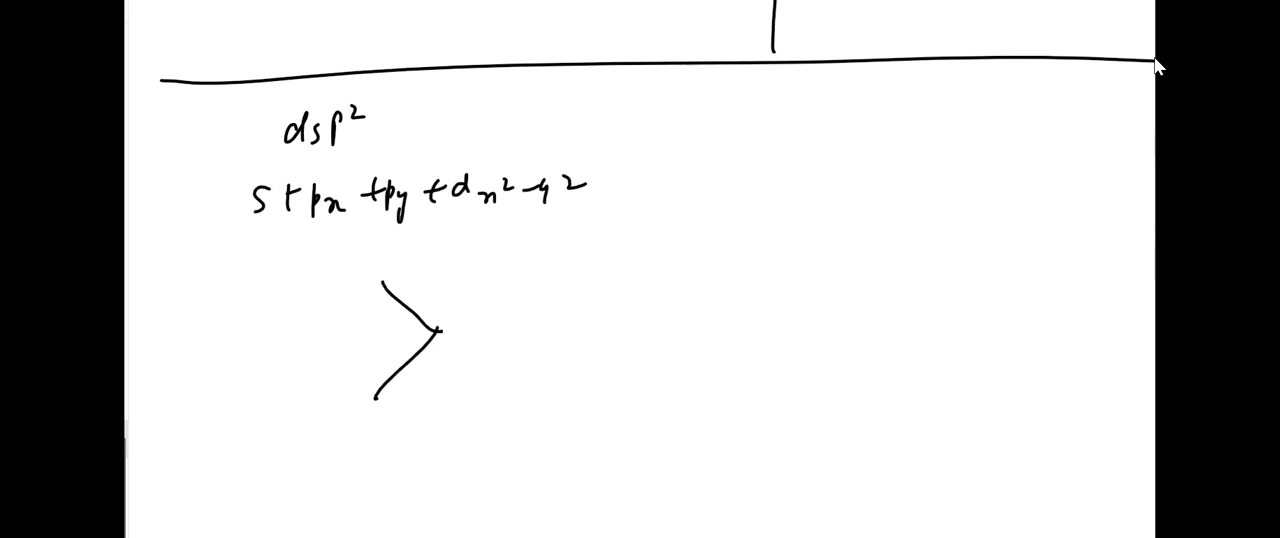 dsp²
s + px + py + dx²-y²